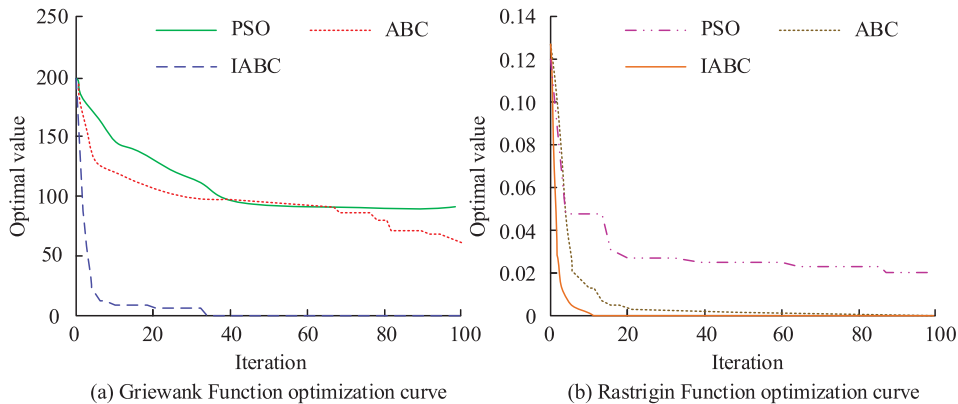 250
200
150
100
50
0
Optimal value
PSO
ABC
IABC
0 20 40 60 80 100
Iteration
(a) Griewank Function optimization curve
0.14
0.12
0.10
0.08
0.06
0.04
0.02
0
Optimal value
PSO
ABC
IABC
0 20 40 60 80 100
Iteration
(b) Rastrigin Function optimization curve